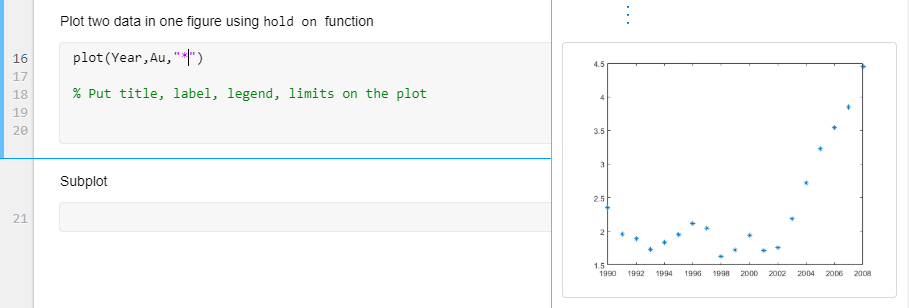 Plot two data in one figure using hold on function
16 plot(Year,Au,"*")
17
18 % Put title, label, legend, limits on the plot
19
20
Subplot
21
4.5
4
3.5
3
2.5
2
1.5
1990 1992 1994 1996 1998 2000 2002 2004 2006 2008